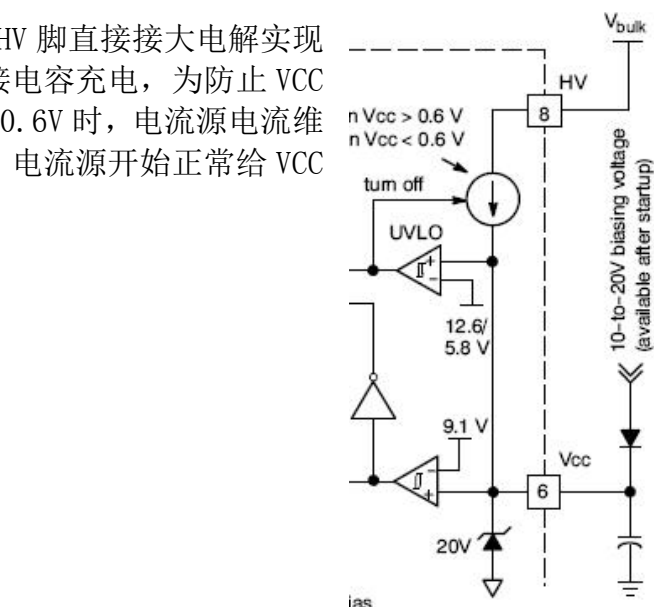 HV 脚直接接大电解实现
接电容充电，为防止 VCC
0.6V 时，电流源电流维
电流源开始正常给 VCC
V_bulk
HV
8
n Vcc > 0.6 V
n Vcc < 0.6 V
turn off
UVLO
+
-
12.6/
5.8 V
10-to-20V biasing voltage
(available after startup)
9.1 V
-
+
Vcc
6
20V
ias